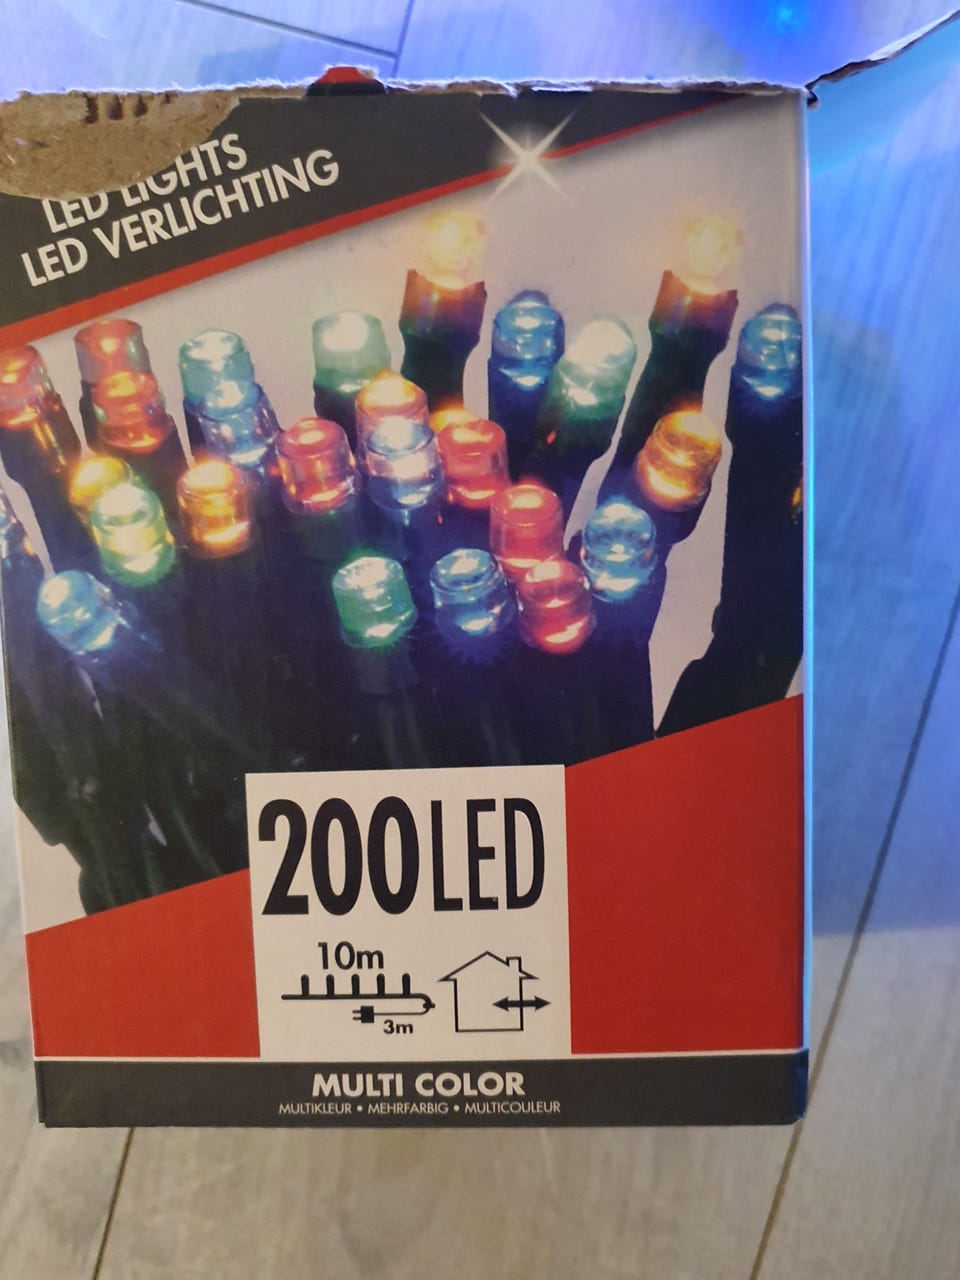 LED LIGHTS
LED VERLICHTING
200LED
10m
3m
MULTI COLOR
MULTIKLEUR • MEHRFARBIG • MULTICOULEUR